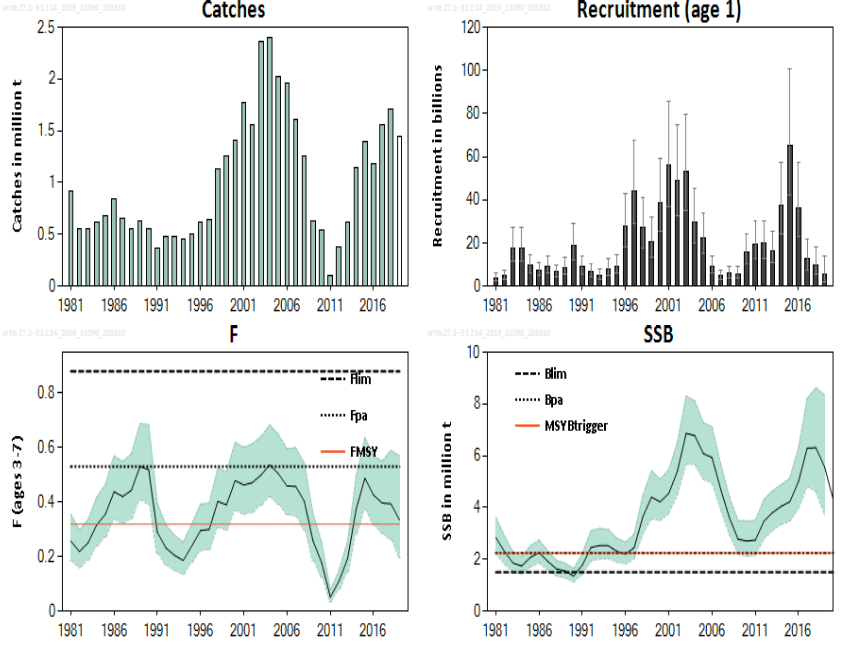 Catches
2.5
2
1.5
1
0.5
0
Catches in million t
1981 1986 1991 1996 2001 2006 2011 2016
Recruitment (age 1)
120
100
80
60
40
20
0
Recruitment in billions
1981 1986 1991 1996 2001 2006 2011 2016
F
0.8
0.6
0.4
0.2
0
F (ages 3-7)
Flim
Fpa
FMSY
1981 1986 1991 1996 2001 2006 2011 2016
SSB
10
8
6
4
2
0
SSB in million t
Blim
Bpa
MSYBtrigger
1981 1986 1991 1996 2001 2006 2011 2016